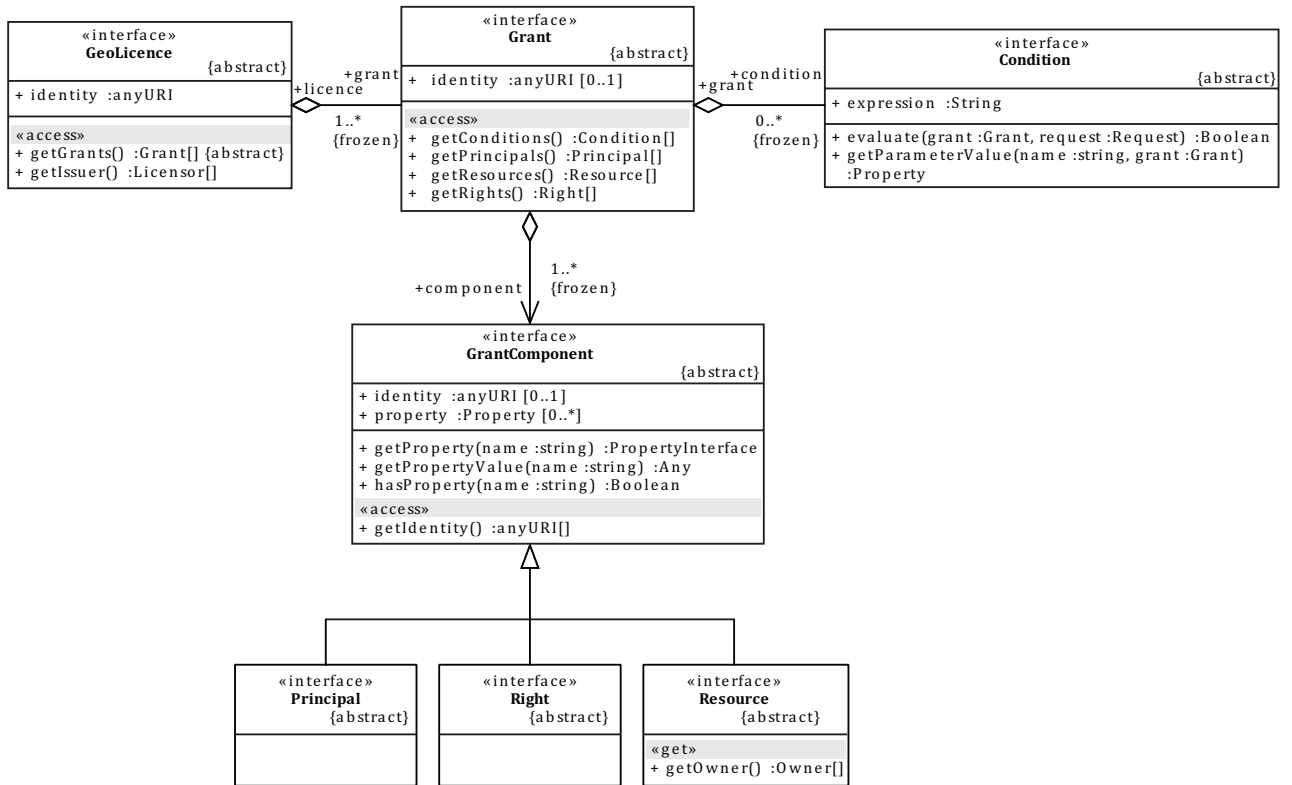 «interface»
GeoLicence
{abstract}
+ identity :anyURI
«access»
+ getGrants() :Grant[] {abstract}
+ getIssuer() :Licensor[]
+grant
+licence
1..*
{frozen}
«interface»
Grant
{abstract}
+ identity :anyURI [0..1]
«access»
+ getConditions() :Condition[]
+ getPrincipals() :Principal[]
+ getResources() :Resource[]
+ getRights() :Right[]
+condition
+grant
0..*
{frozen}
«interface»
Condition
{abstract}
+ expression :String
+ evaluate(grant :Grant, request :Request) :Boolean
+ getParameterValue(name :string, grant :Grant)
:Property
1..*
+component {frozen}
«interface»
GrantComponent
{abstract}
+ identity :anyURI [0..1]
+ property :Property [0..*]
+ getProperty(name :string) :PropertyInterface
+ getPropertyValue(name :string) :Any
+ hasProperty(name :string) :Boolean
«access»
+ getIdentity() :anyURI[]
«interface»
Principal
{abstract}
«interface»
Right
{abstract}
«interface»
Resource
{abstract}
«get»
+ getOwner() :Owner[]